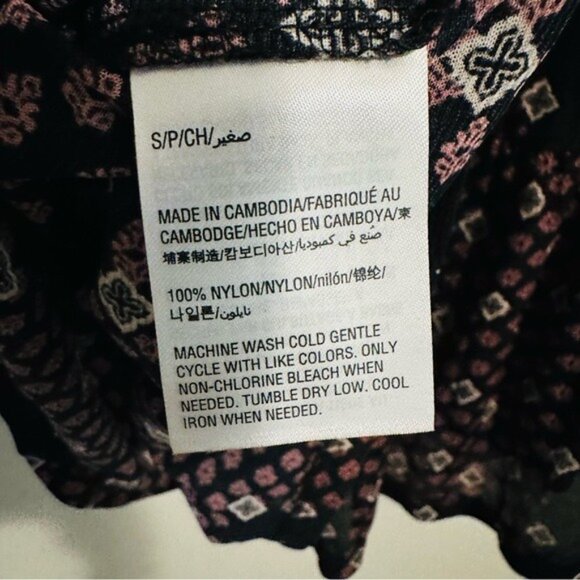 S/P/CH/صغير
MADE IN CAMBODIA/FABRIQUÉ AU
CAMBODGE/HECHO EN CAMBOYA/柬
埔寨制造/캄보디아산/صُنع في كمبوديا
100% NYLON/NYLON/nilón/锦纶/
나일론/نايلون
MACHINE WASH COLD GENTLE
CYCLE WITH LIKE COLORS. ONLY
NON-CHLORINE BLEACH WHEN
NEEDED. TUMBLE DRY LOW. COOL
IRON WHEN NEEDED.